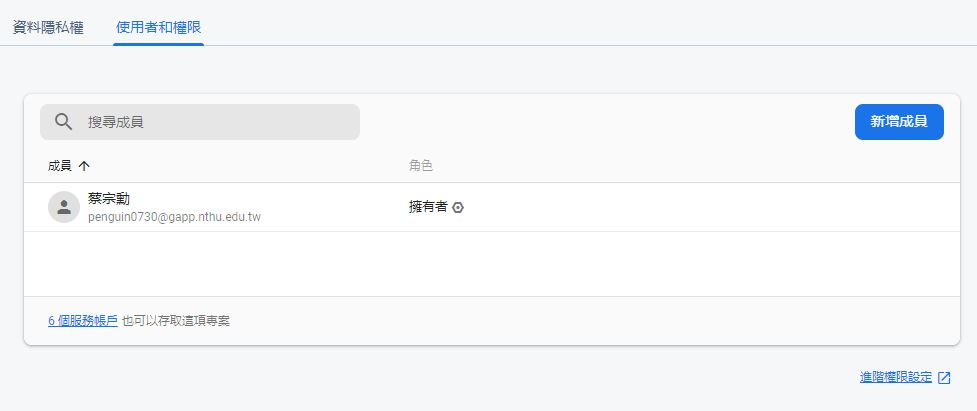 資料隱私權
使用者和權限
搜尋成員
新增成員
成員
角色
蔡宗勳
penguin0730@gapp.nthu.edu.tw
擁有者
6 個服務帳戶 也可以存取這項專案
進階權限設定